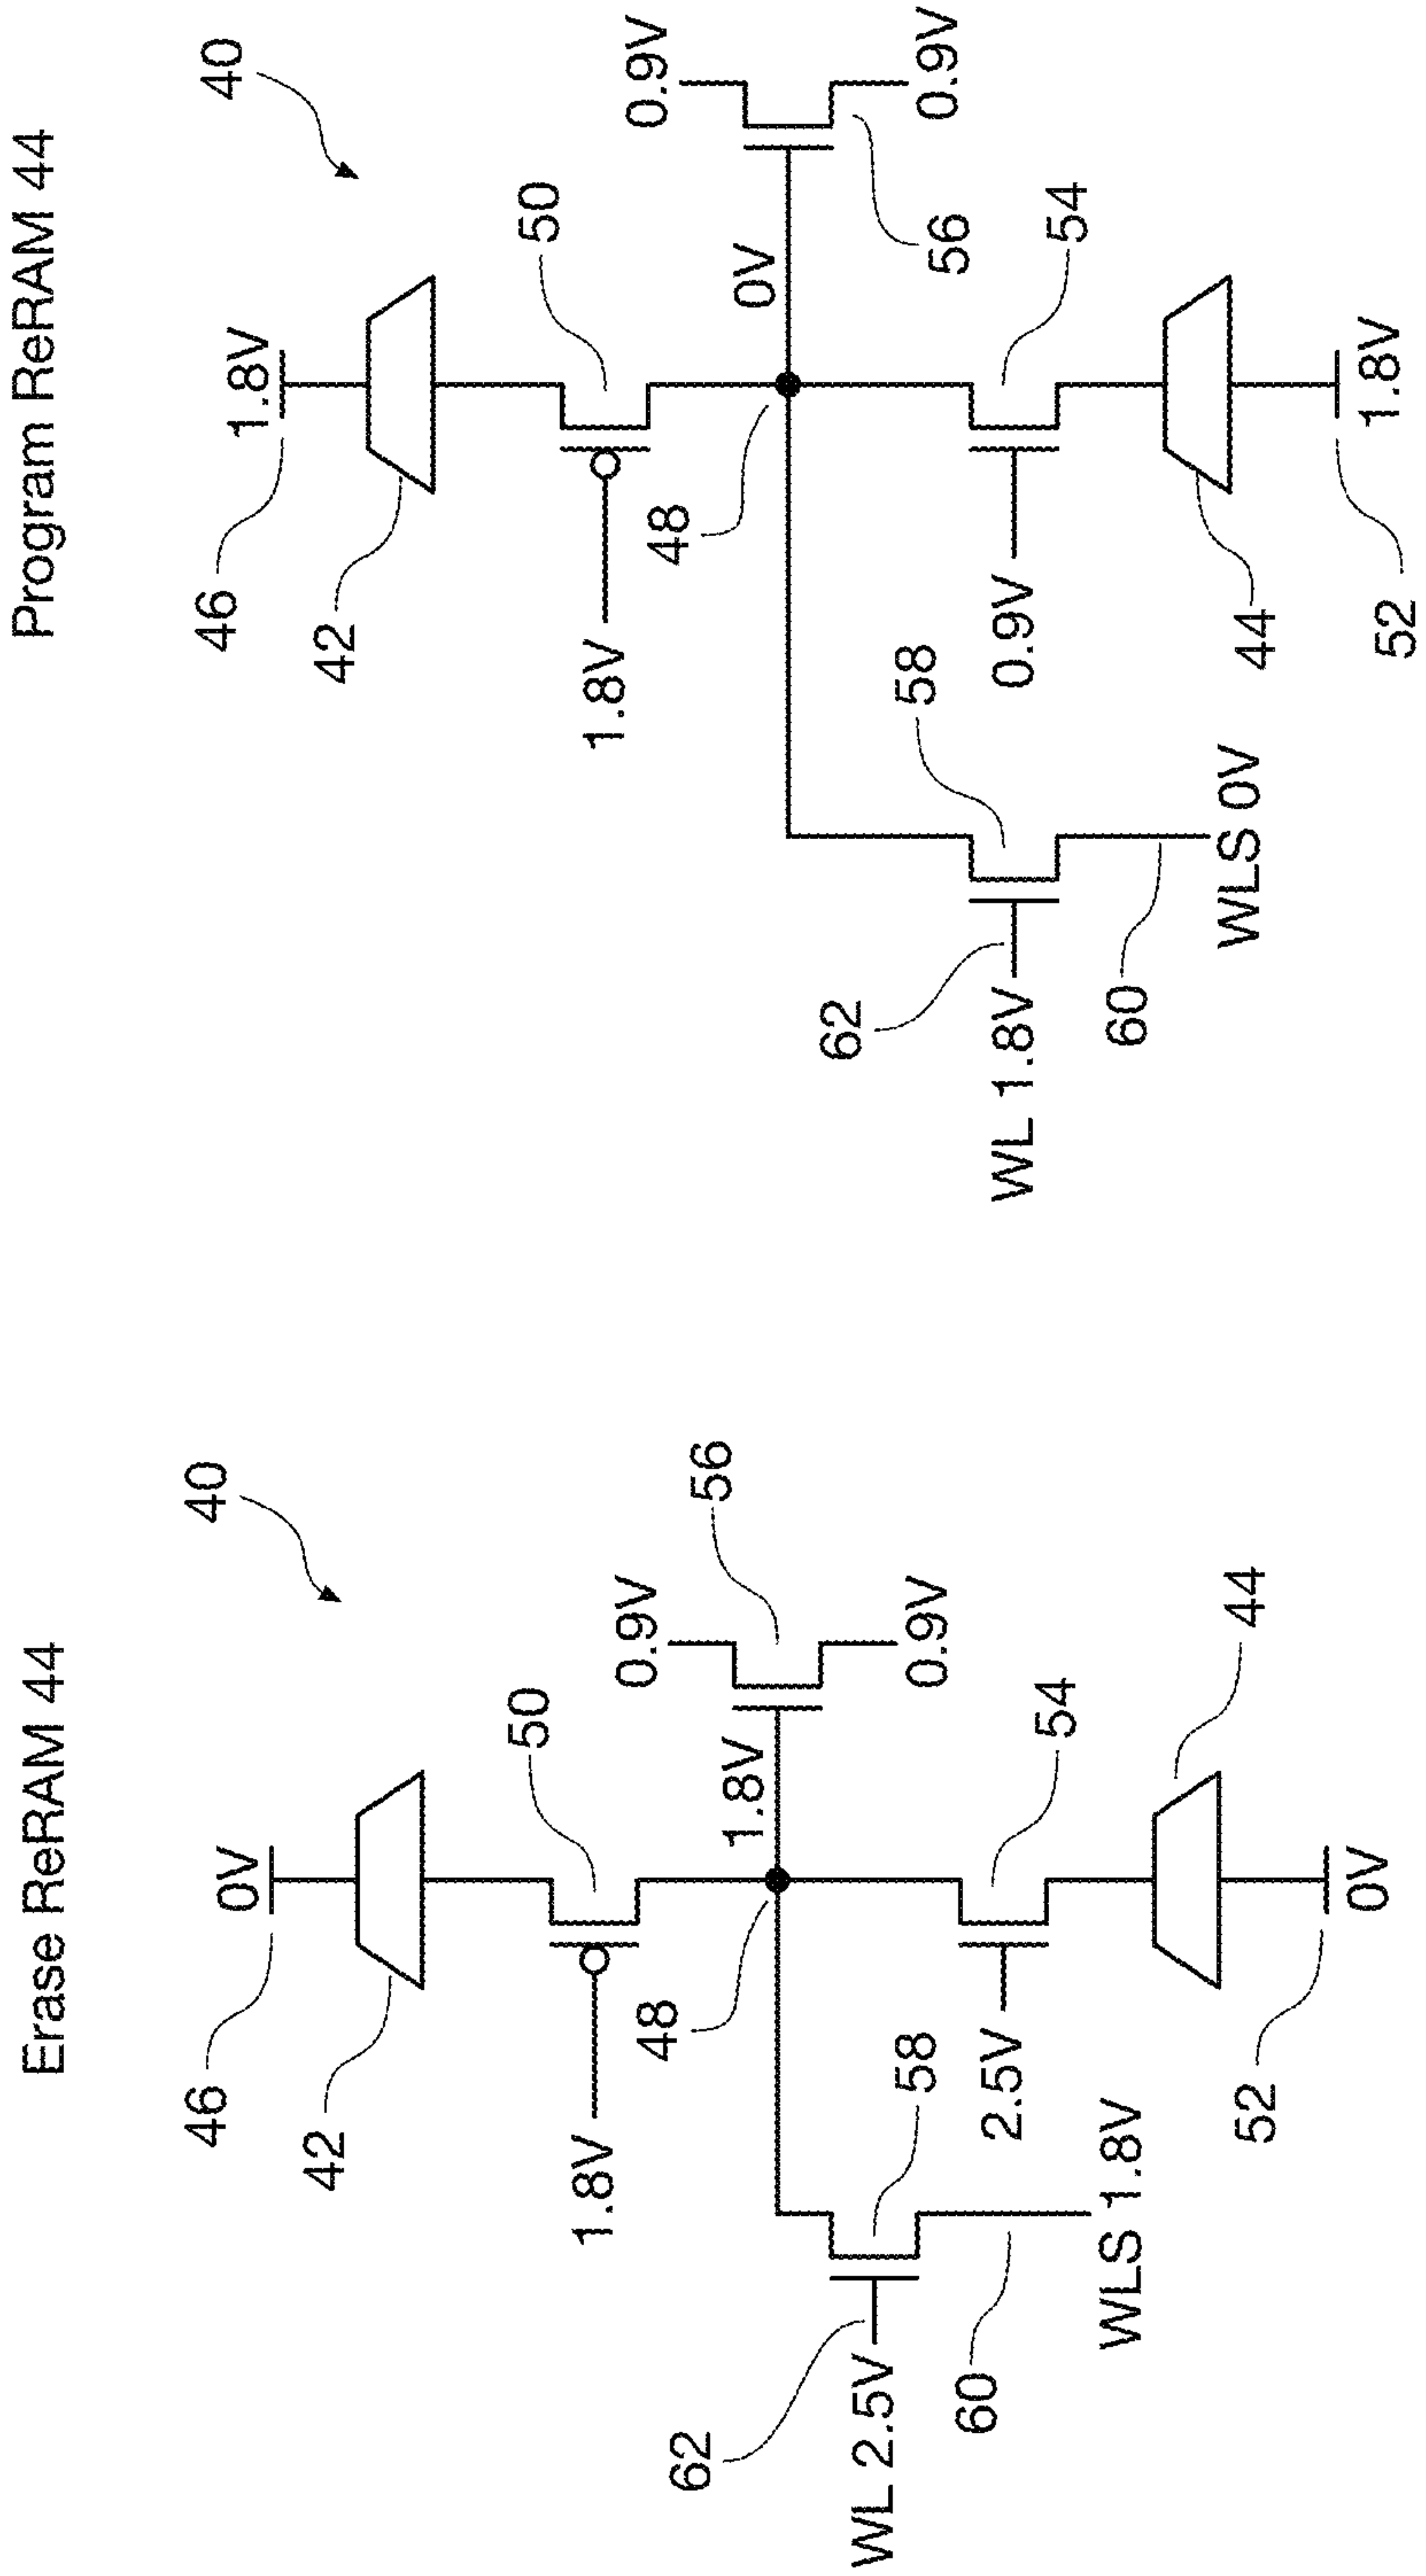 Program ReRAM 44
40
1.8V
46
42
50
0.9V
1.8V
48
0V
56
0.9V
58
0.9V
54
62
WL 1.8V
60
WLS 0V
44
52
1.8V
Erase ReRAM 44
40
0V
46
42
50
0.9V
56
1.8V
48
1.8V
0.9V
58
2.5V
54
62
WL 2.5V
60
WLS 1.8V
44
52
0V